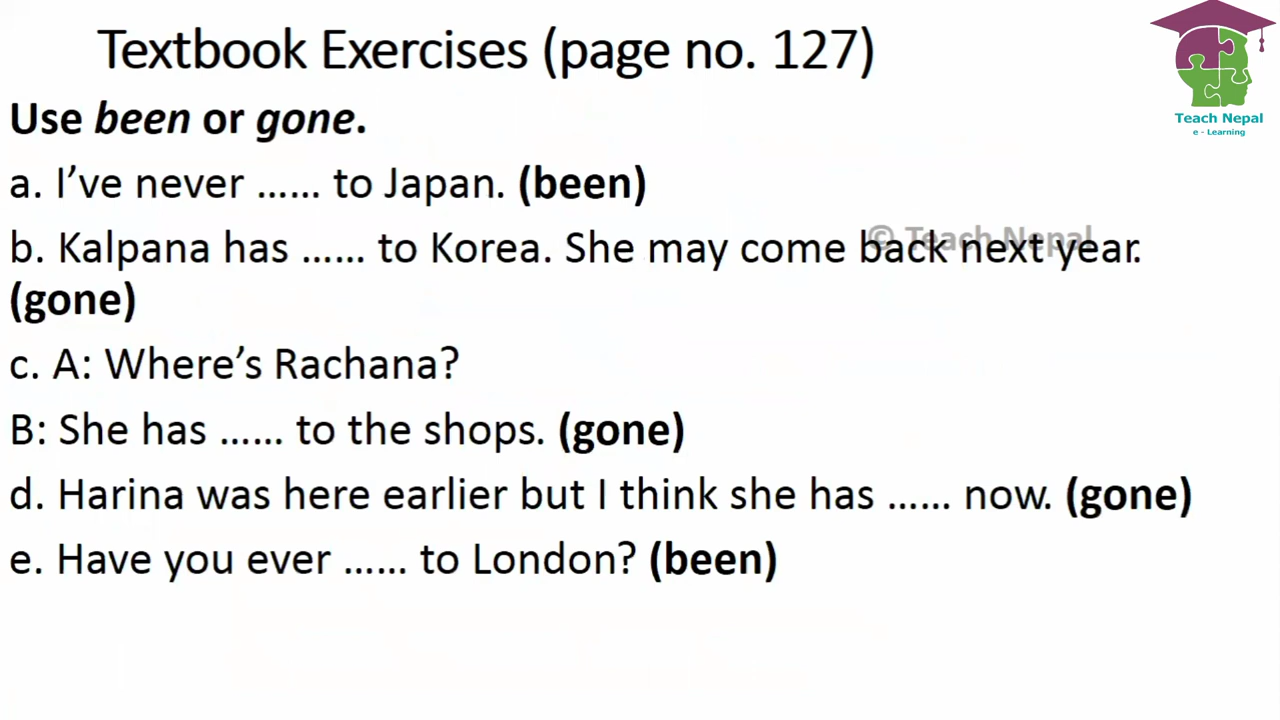 Textbook Exercises (page no. 127)
Teach Nepal
e - Learning
Use been or gone.
a. I’ve never …… to Japan. (been)
© Teach Nepal
b. Kalpana has …… to Korea. She may come back next year.
(gone)
c. A: Where’s Rachana?
B: She has …… to the shops. (gone)
d. Harina was here earlier but I think she has …… now. (gone)
e. Have you ever …… to London? (been)